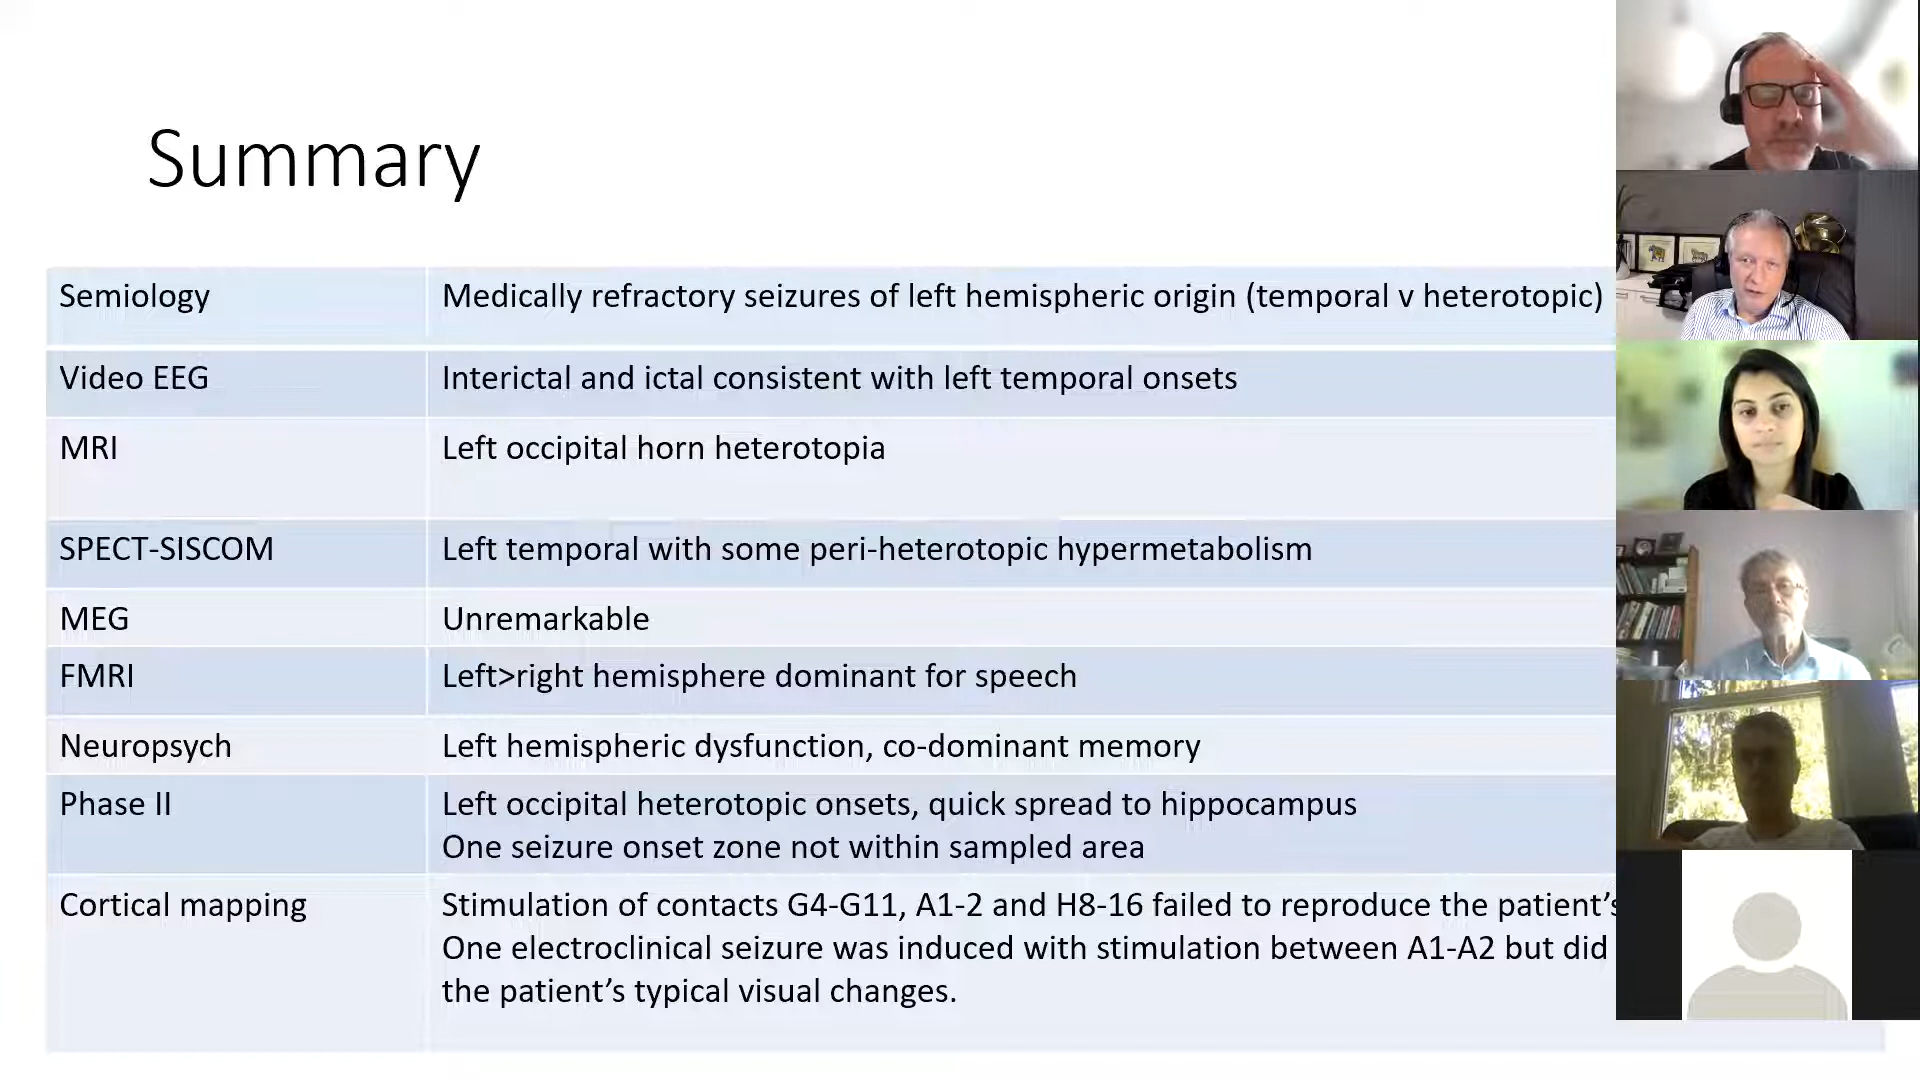 Summary
Semiology
Medically refractory seizures of left hemispheric origin (temporal v heterotopic)
Video EEG
Interictal and ictal consistent with left temporal onsets
MRI
Left occipital horn heterotopia
SPECT-SISCOM
Left temporal with some peri-heterotopic hypermetabolism
MEG
Unremarkable
FMRI
Left>right hemisphere dominant for speech
Neuropsych
Left hemispheric dysfunction, co-dominant memory
Phase II
Left occipital heterotopic onsets, quick spread to hippocampus
One seizure onset zone not within sampled area
Cortical mapping
Stimulation of contacts G4-G11, A1-2 and H8-16 failed to reproduce the patient's
One electroclinical seizure was induced with stimulation between A1-A2 but did
the patient's typical visual changes.